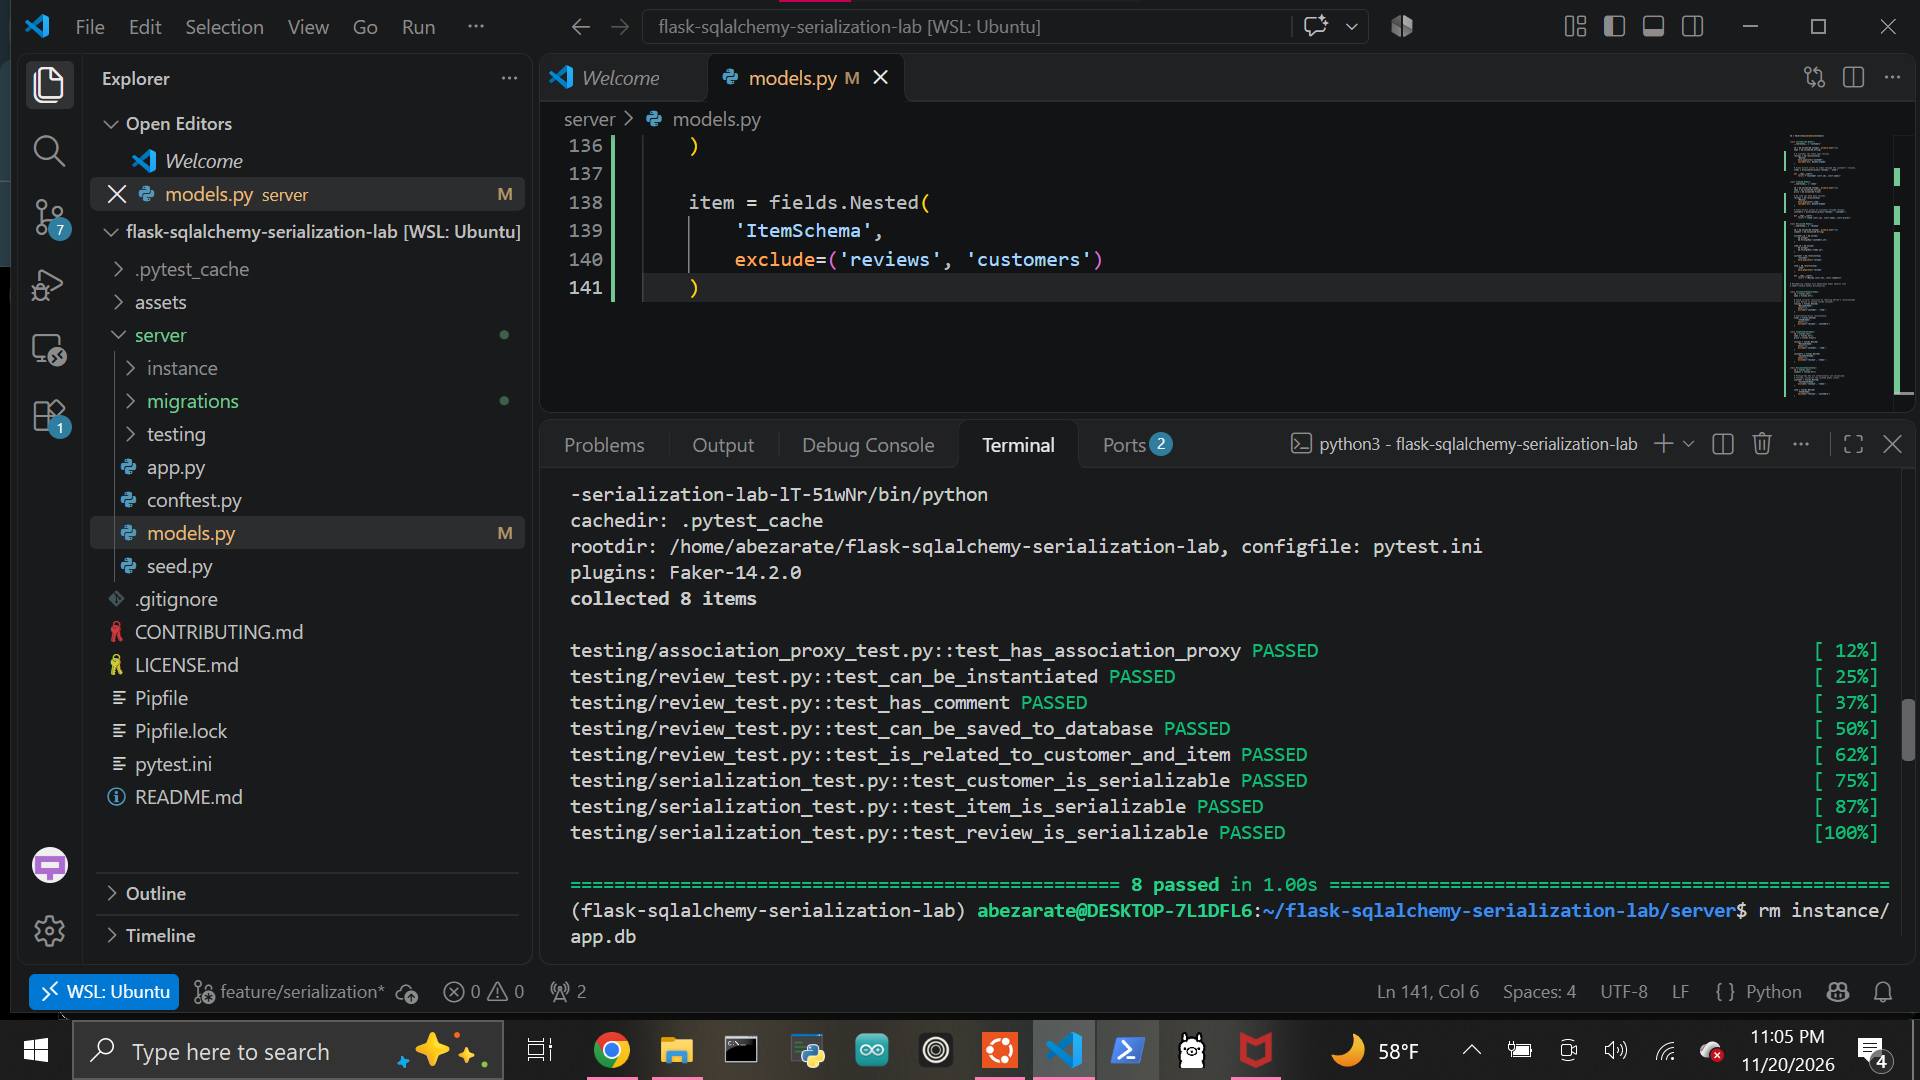 File Edit Selection View Go Run ···
flask-sqlalchemy-serialization-lab [WSL: Ubuntu]
Explorer
Open Editors
Welcome
models.py server M
flask-sqlalchemy-serialization-lab [WSL: Ubuntu]
.pytest_cache
assets
server
instance
migrations
testing
app.py
conftest.py
models.py M
seed.py
.gitignore
CONTRIBUTING.md
LICENSE.md
Pipfile
Pipfile.lock
pytest.ini
README.md
Outline
Timeline
7
1
Welcome
models.py M
server > models.py
136 )
137
138 item = fields.Nested(
139 'ItemSchema',
140 exclude=('reviews', 'customers')
141 )
Problems Output Debug Console Terminal Ports 2
python3 - flask-sqlalchemy-serialization-lab
-serialization-lab-lT-51wNr/bin/python
cachedir: .pytest_cache
rootdir: /home/abezarate/flask-sqlalchemy-serialization-lab, configfile: pytest.ini
plugins: Faker-14.2.0
collected 8 items
testing/association_proxy_test.py::test_has_association_proxy PASSED [ 12%]
testing/review_test.py::test_can_be_instantiated PASSED [ 25%]
testing/review_test.py::test_has_comment PASSED [ 37%]
testing/review_test.py::test_can_be_saved_to_database PASSED [ 50%]
testing/review_test.py::test_is_related_to_customer_and_item PASSED [ 62%]
testing/serialization_test.py::test_customer_is_serializable PASSED [ 75%]
testing/serialization_test.py::test_item_is_serializable PASSED [ 87%]
testing/serialization_test.py::test_review_is_serializable PASSED [100%]
================================================== 8 passed in 1.00s ===================================================
(flask-sqlalchemy-serialization-lab) abezarate@DESKTOP-7L1DFL6:~/flask-sqlalchemy-serialization-lab/server$ rm instance/
app.db
WSL: Ubuntu feature/serialization* 0 0 2
Ln 141, Col 6 Spaces: 4 UTF-8 LF { } Python
Type here to search
58°F
11:05 PM
11/20/2026
4